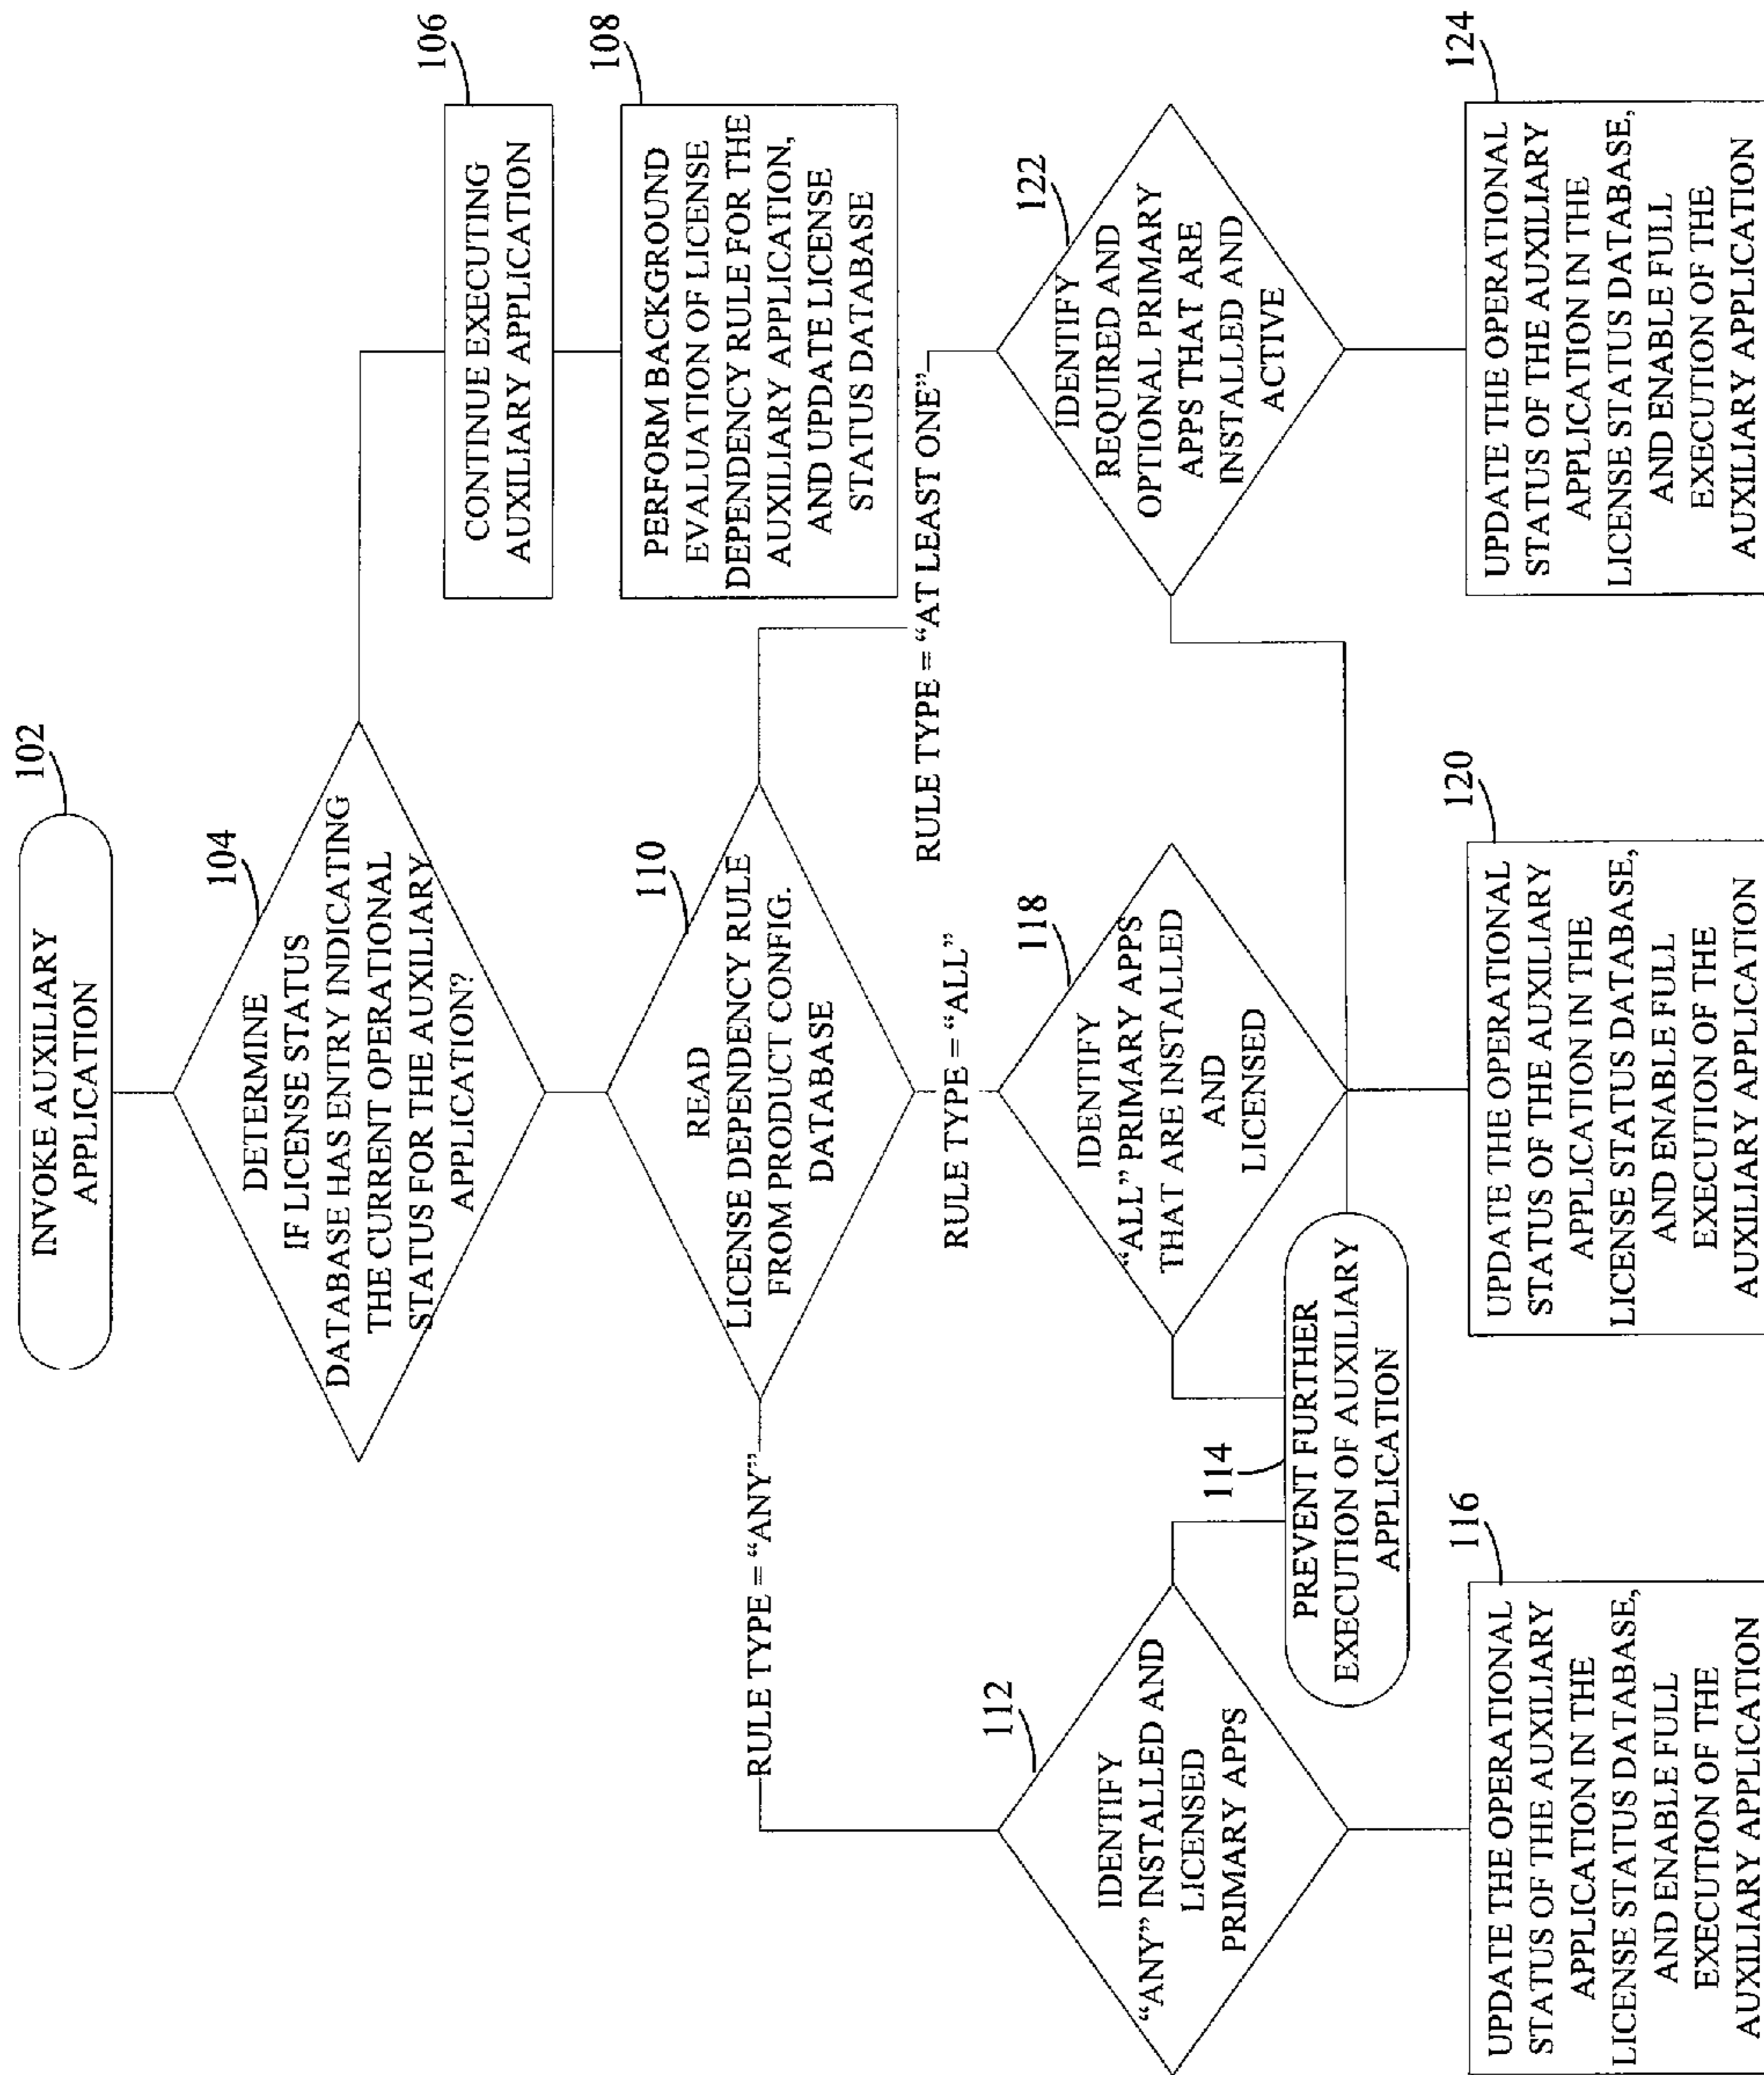 INVOKE AUXILIARY
APPLICATION
102
DETERMINE
IF LICENSE STATUS
DATABASE HAS ENTRY INDICATING
THE CURRENT OPERATIONAL
STATUS FOR THE AUXILIARY
APPLICATION?
104
CONTINUE EXECUTING
AUXILIARY APPLICATION
106
PERFORM BACKGROUND
EVALUATION OF LICENSE
DEPENDENCY RULE FOR THE
AUXILIARY APPLICATION,
AND UPDATE LICENSE
STATUS DATABASE
108
READ
LICENSE DEPENDENCY RULE
FROM PRODUCT CONFIG.
DATABASE
110
RULE TYPE = “ANY”
RULE TYPE = “ALL”
RULE TYPE = “AT LEAST ONE”
IDENTIFY
“ANY” INSTALLED AND
LICENSED
PRIMARY APPS
112
IDENTIFY
“ALL” PRIMARY APPS
THAT ARE INSTALLED
AND
LICENSED
118
IDENTIFY
REQUIRED AND
OPTIONAL PRIMARY
APPS THAT ARE
INSTALLED AND
ACTIVE
122
PREVENT FURTHER
EXECUTION OF AUXILIARY
APPLICATION
114
UPDATE THE OPERATIONAL
STATUS OF THE AUXILIARY
APPLICATION IN THE
LICENSE STATUS DATABASE,
AND ENABLE FULL
EXECUTION OF THE
AUXILIARY APPLICATION
116
UPDATE THE OPERATIONAL
STATUS OF THE AUXILIARY
APPLICATION IN THE
LICENSE STATUS DATABASE,
AND ENABLE FULL
EXECUTION OF THE
AUXILIARY APPLICATION
120
UPDATE THE OPERATIONAL
STATUS OF THE AUXILIARY
APPLICATION IN THE
LICENSE STATUS DATABASE,
AND ENABLE FULL
EXECUTION OF THE
AUXILIARY APPLICATION
124